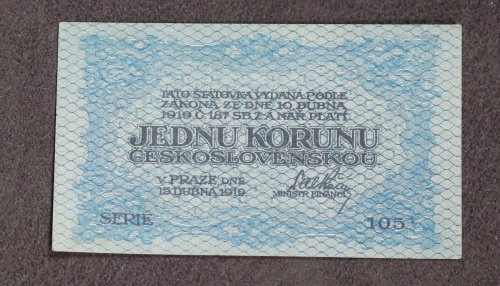 TATO STÁTOVKA VYDANÁ PODLE
ZÁKONA ZE DNE 10. DUBNA
1919 Č. 187 SB.Z.A NAŘ. PLATÍ
JEDNU KORUNU
ČESKOSLOVENSKOU
V PRAZE DNE
15. DUBNA 1919
MINISTR FINANCÍ
SERIE 105